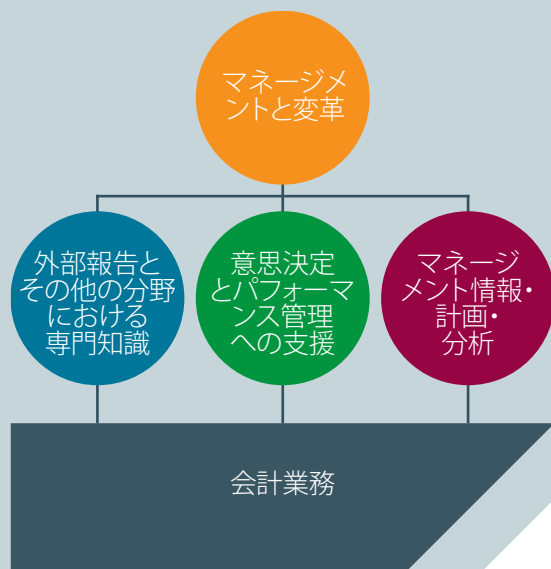 マネージメ
ントと変革
外部報告と
その他の分野
における
専門知識
意思決定
とパフォーマ
ンス管理
への支援
マネージ
メント情報・
計画・
分析
会計業務